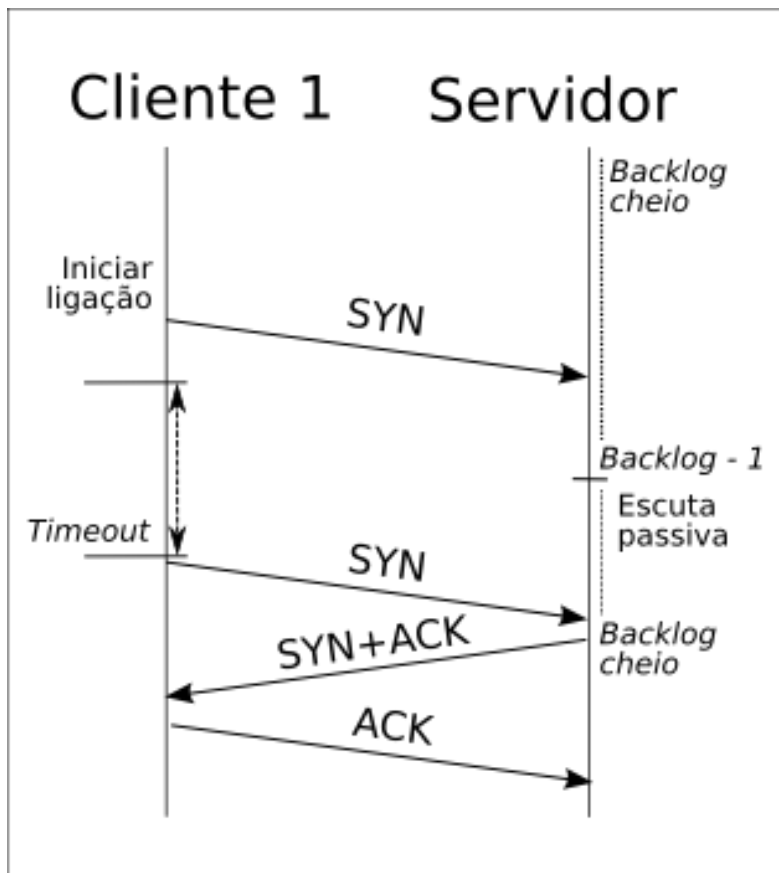 Cliente 1
Servidor
Backlog
cheio
Iniciar
ligação
SYN
Backlog - 1
Escuta
passiva
Timeout
SYN
SYN+ACK
Backlog
cheio
ACK